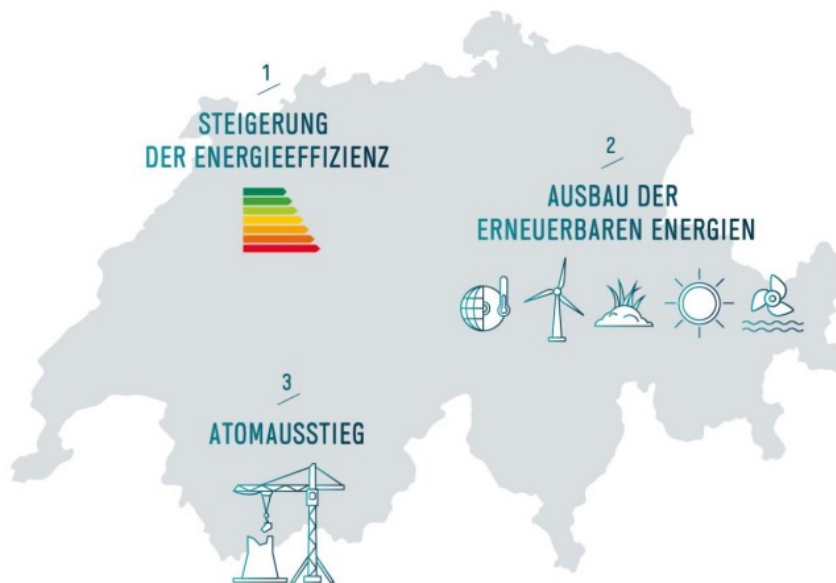 1
STEIGERUNG
DER ENERGIEEFFIZIENZ
2
AUSBAU DER
ERNEUERBAREN ENERGIEN
3
ATOMAUSSTIEG